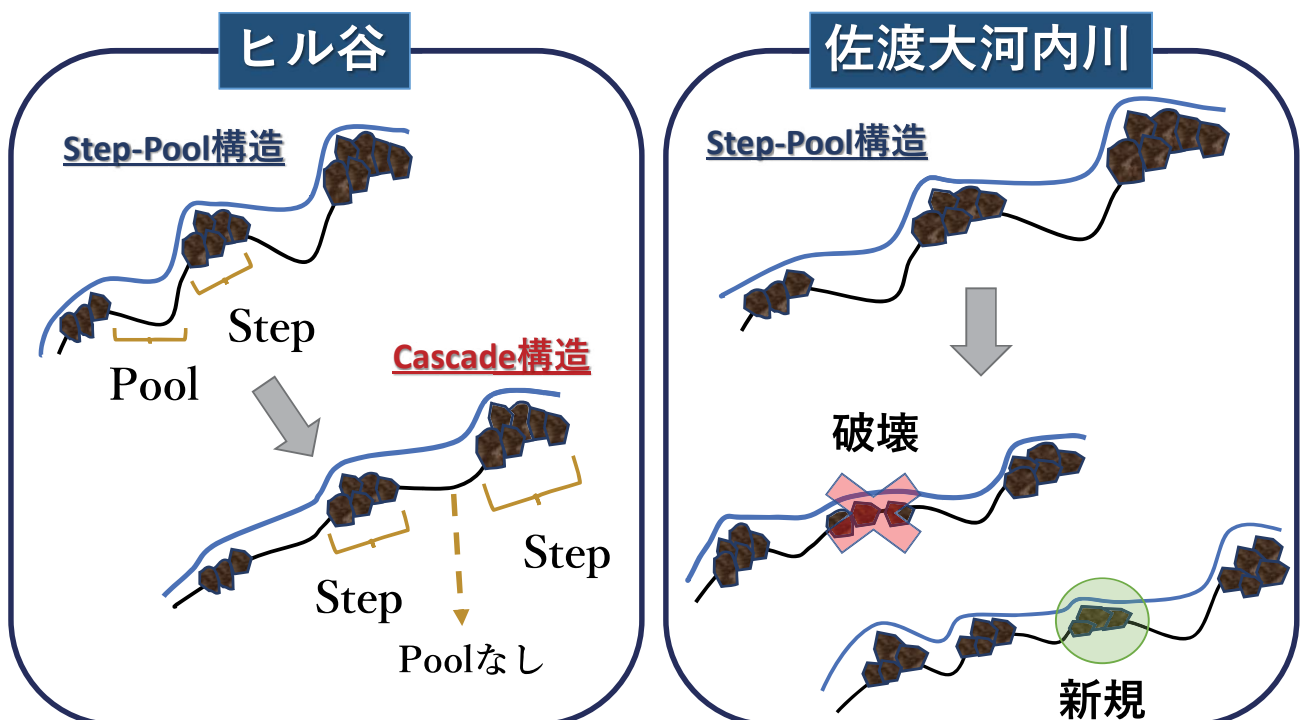 ヒル谷
Step-Pool構造
Step
Pool
Cascade構造
Step
Step
Poolなし
佐渡大河内川
Step-Pool構造
破壊
新規